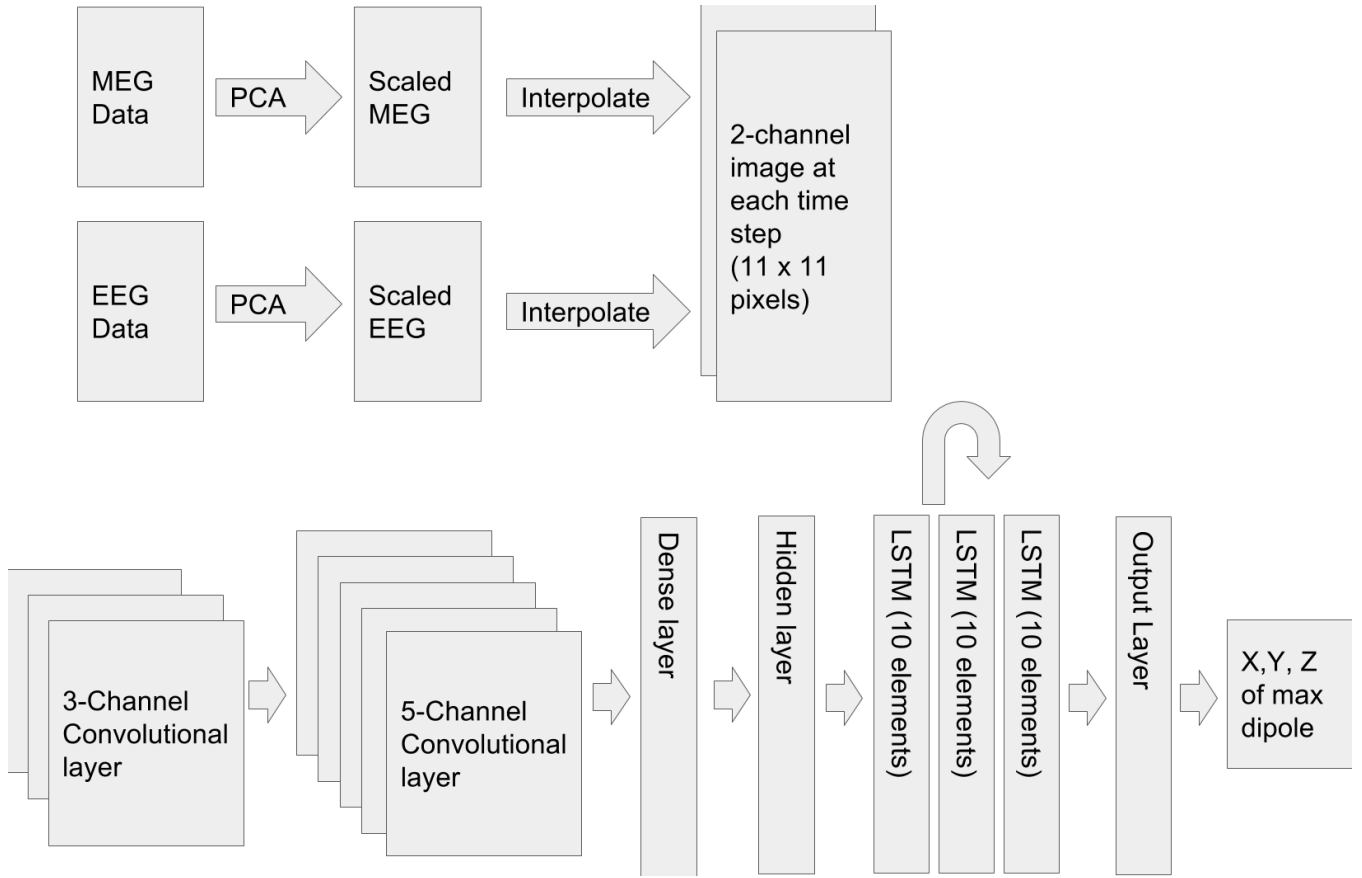 MEG
Data
PCA
Scaled
MEG
Interpolate
2-channel
image at
each time
step
(11 x 11
pixels)
EEG
Data
PCA
Scaled
EEG
Interpolate
3-Channel
Convolutional
layer
5-Channel
Convolutional
layer
Dense layer
Hidden layer
LSTM (10 elements)
LSTM (10 elements)
LSTM (10 elements)
Output Layer
X,Y, Z
of max
dipole